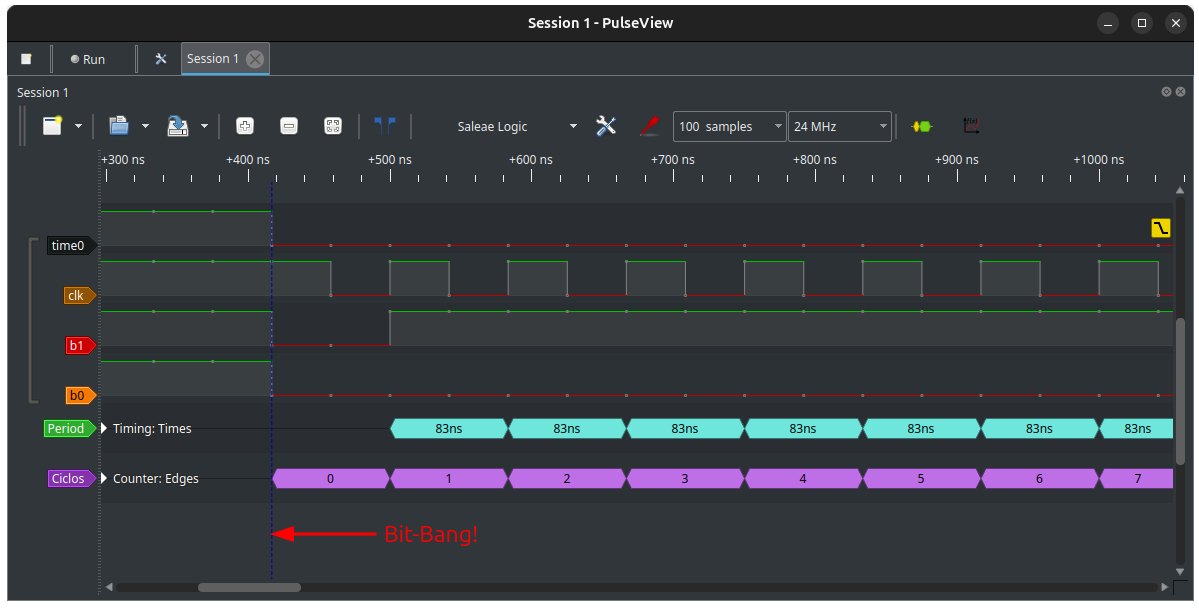 Session 1 - PulseView
Run
Session 1
Session 1
Saleae Logic
100 samples
24 MHz
+300 ns +400 ns +500 ns +600 ns +700 ns +800 ns +900 ns +1000 ns
time0
clk
b1
b0
Period Timing: Times 83ns 83ns 83ns 83ns 83ns 83ns 83ns
Ciclos Counter: Edges 0 1 2 3 4 5 6 7
Bit-Bang!